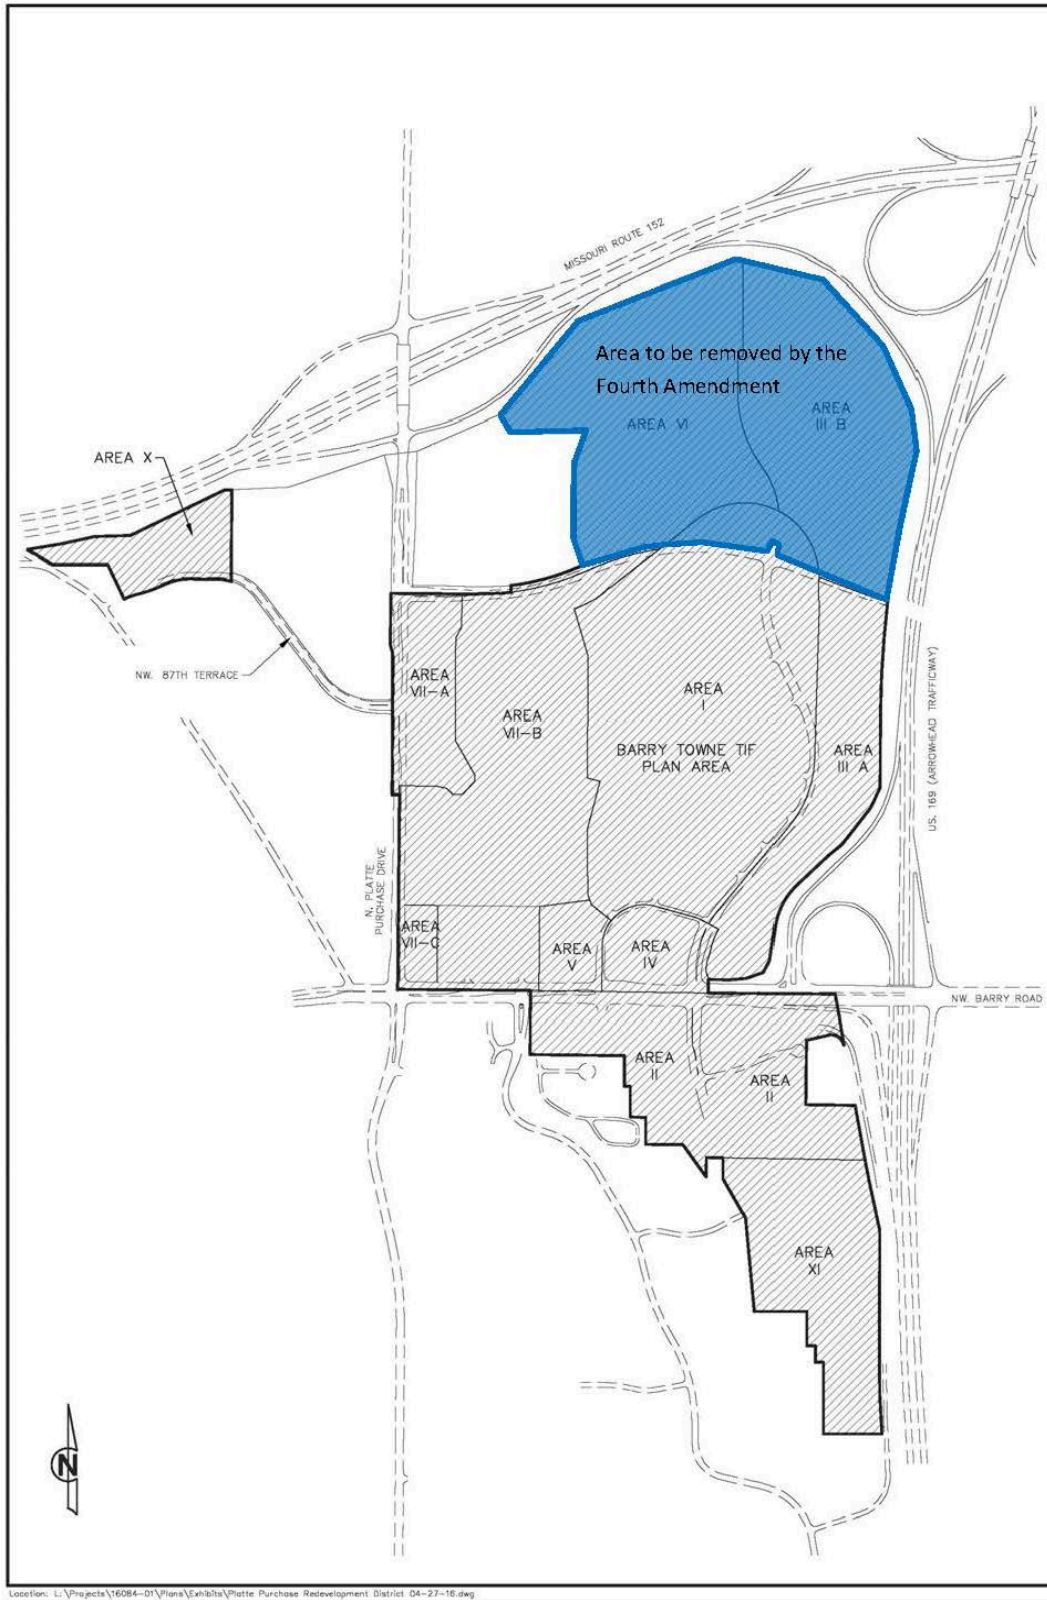 MISSOURI ROUTE 152
Area to be removed by the
Fourth Amendment
AREA VI
AREA
III B
AREA X
NW. 87TH TERRACE
AREA
VII-A
AREA
VII-B
AREA
I
BARRY TOWNE TIF
PLAN AREA
AREA
III A
US. 169 (ARROWHEAD TRAFFICWAY)
N. PLATTE
PURCHASE DRIVE
AREA
VII-C
AREA
V
AREA
IV
NW. BARRY ROAD
AREA
II
AREA
II
AREA
XI
N
Location: L:\Projects\16084-01\Plans\Exhibits\Platte Purchase Redevelopment District 04-27-16.dwg